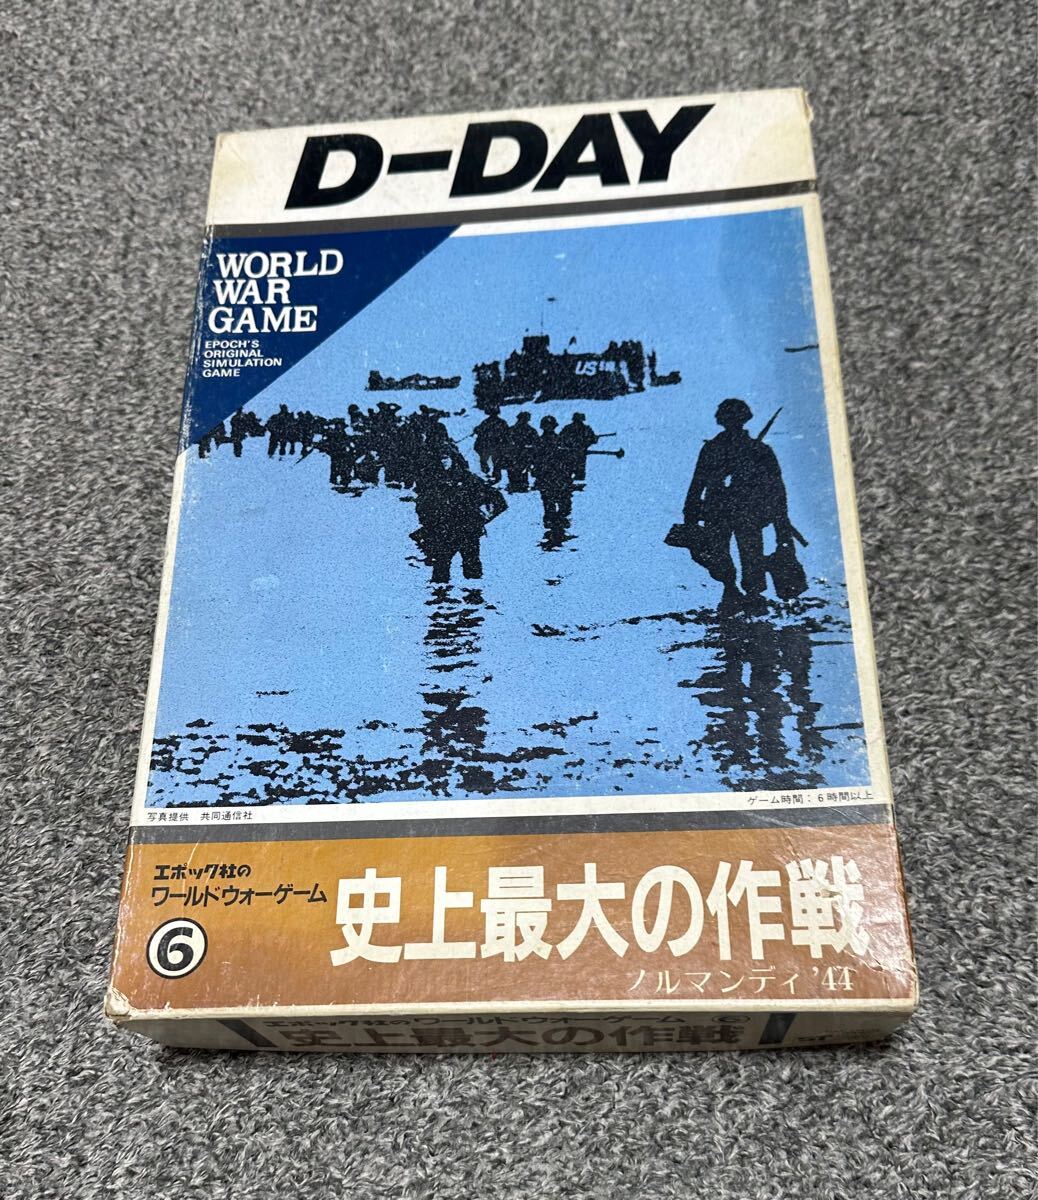 D-DAY
WORLD
WAR
GAME
EPOCH'S
ORIGINAL
SIMULATION
GAME
US
ゲーム時間：6時間以上
写真提供 共同通信社
エポック社の
ワールドウォーゲーム
6
史上最大の作戦
ノルマンディ'44
エポック社のワールドウォーゲーム 6
史上最大の作戦